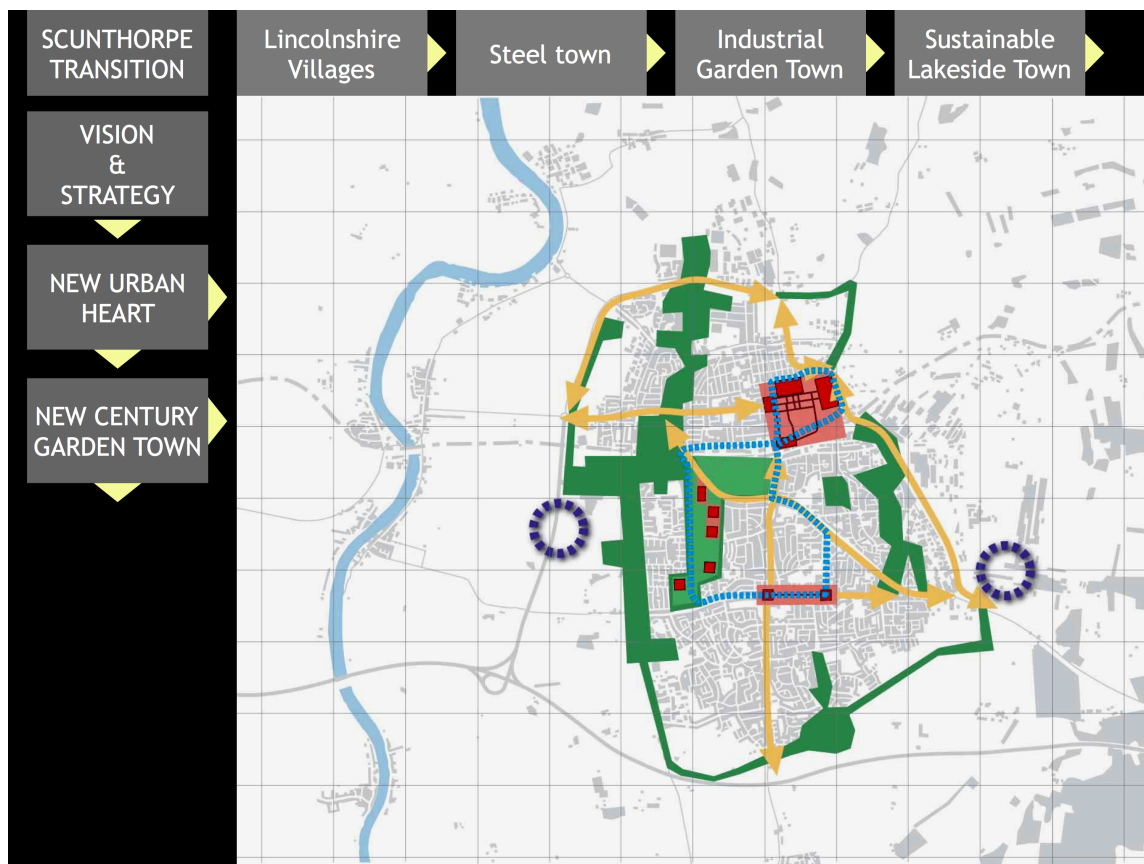 SCUNTHORPE
TRANSITION
Lincolnshire
Villages
Steel town
Industrial
Garden Town
Sustainable
Lakeside Town
VISION
&
STRATEGY
NEW URBAN
HEART
NEW CENTURY
GARDEN TOWN